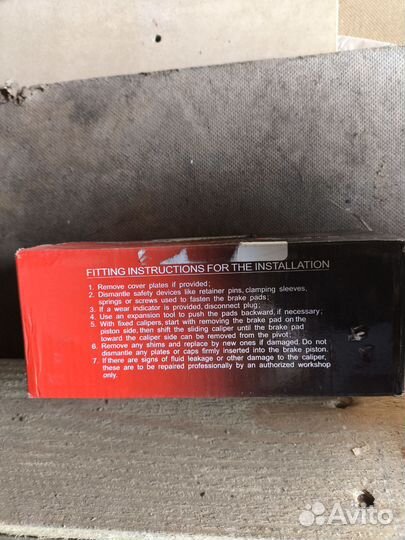 FITTING INSTRUCTIONS FOR THE INSTALLATION
1. Remove cover plates if provided;
2. Dismantle safety devices like retainer pins, clamping sleeves,
springs or screws used to fasten the brake pads;
3. If a wear indicator is provided, disconnect plug;
4. Use an expansion tool to push the pads backward, if necessary;
5. With fixed calipers, start with removing the brake pad on the
piston side, then shift the sliding caliper until the brake pad
toward the caliper side can be removed from the pivot;
6. Remove any shims and replace by new ones if damaged. Do not
dismantle any plates or caps firmly inserted into the brake piston.
7. If there are signs of fluid leakage or other damage to the caliper,
these are to be repaired professionally by an authorized workshop
only.
Avito